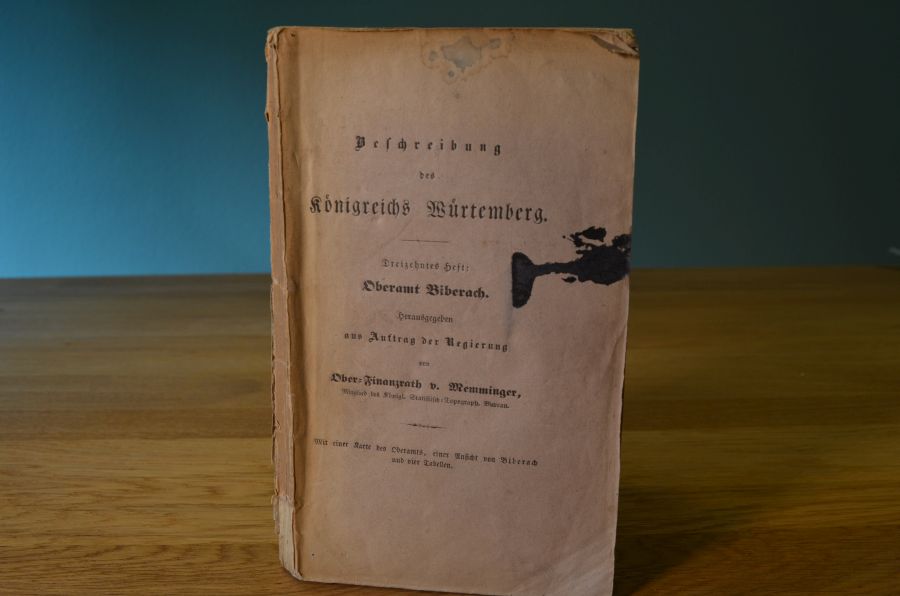 Beschreibung
des
Königreichs Würtemberg.
Dreizehntes Heft:
Oberamt Biberach.
Herausgegeben
aus Auftrag der Regierung
von
Ober-Finanzrath v. Memminger,
Mitglied des Königl. Statistisch-Topograph. Bureau.
Mit einer Karte des Oberamts, einer Ansicht von Biberach
und vier Tabellen.